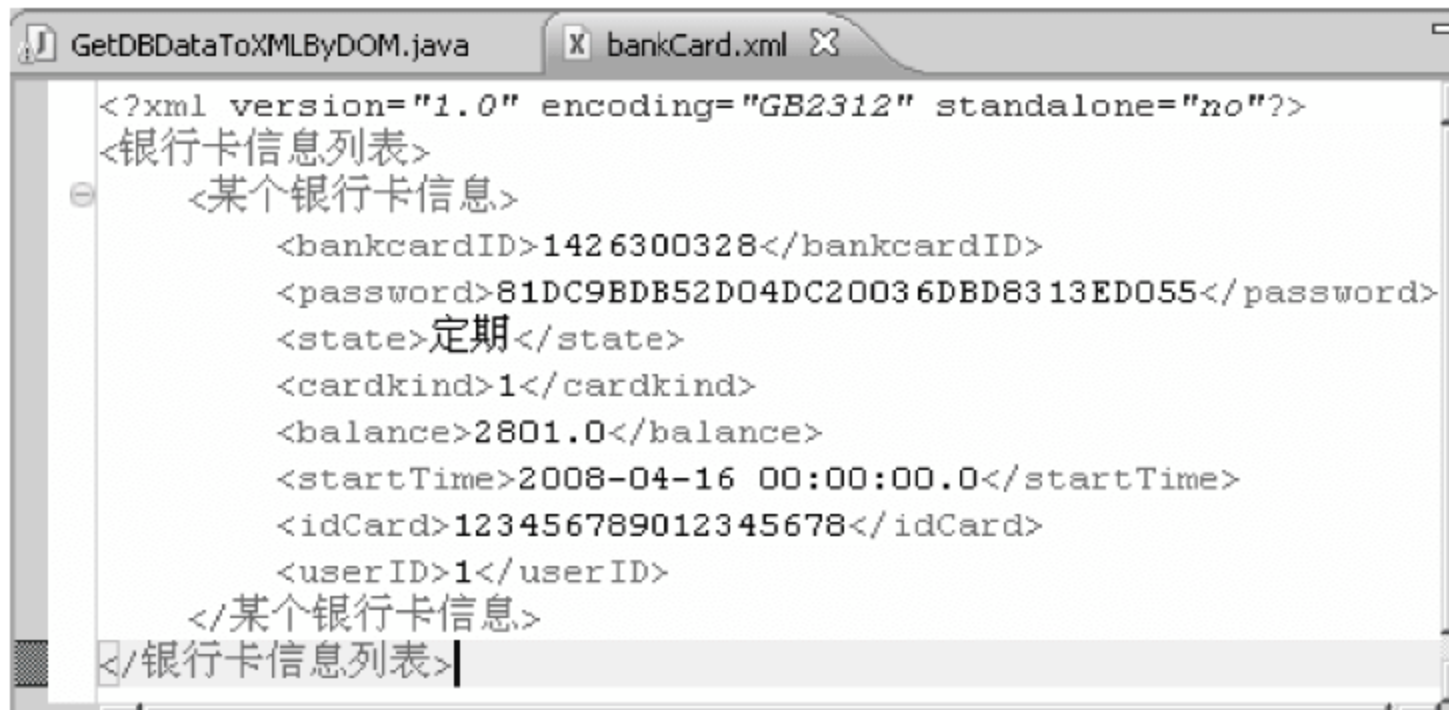 GetDBDataToXMLByDOM.java bankCard.xml
<?xml version="1.0" encoding="GB2312" standalone="no"?>
<银行卡信息列表>
<某个银行卡信息>
<bankcardID>1426300328</bankcardID>
<password>81DC9BDB52D04DC20036DBD8313ED055</password>
<state>定期</state>
<cardkind>1</cardkind>
<balance>2801.0</balance>
<startTime>2008-04-16 00:00:00.0</startTime>
<idCard>123456789012345678</idCard>
<userID>1</userID>
</某个银行卡信息>
</银行卡信息列表>